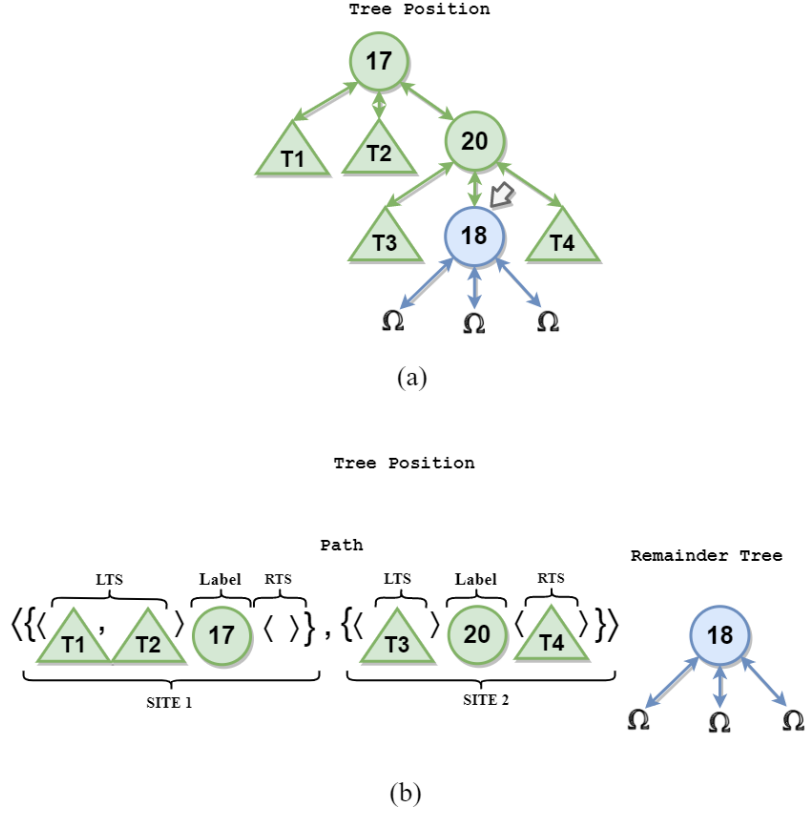 Tree Position
17
T1 T2 20
T3 18 T4
Ω Ω Ω
(a)
Tree Position
Path
Remainder Tree
LTS Label RTS LTS Label RTS
⟨{⟨ T1 , T2 ⟩ 17 ⟨ ⟩} , {⟨ T3 ⟩ 20 ⟨ T4 ⟩}⟩ 18
SITE 1 SITE 2
Ω Ω Ω
(b)